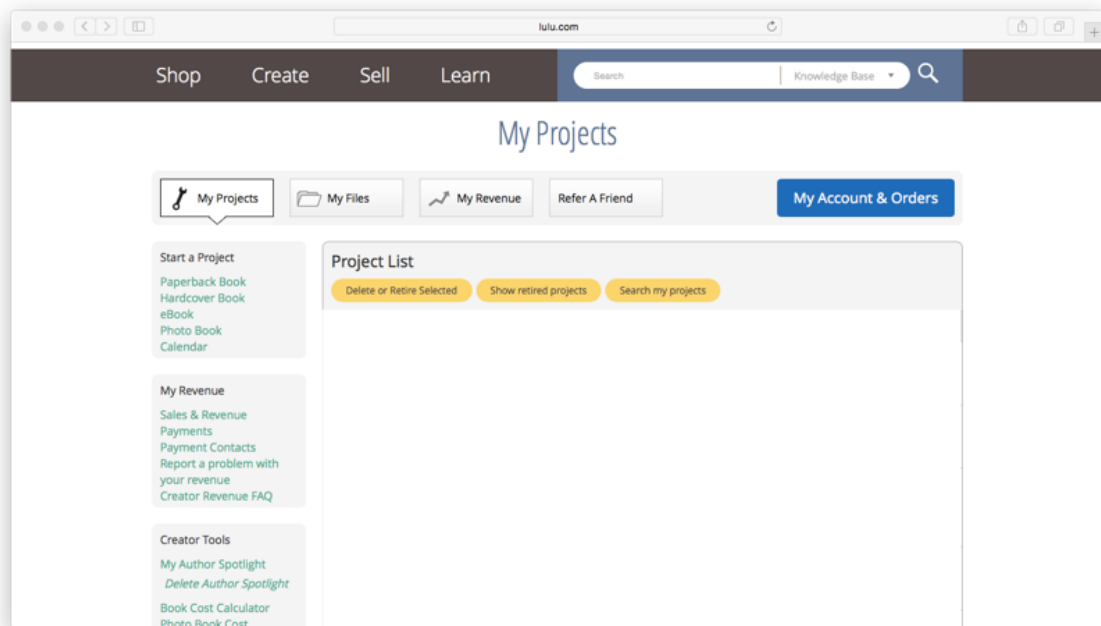 lulu.com
Shop Create Sell Learn
Search Knowledge Base
My Projects
My Projects My Files My Revenue Refer A Friend My Account & Orders
Start a Project
Paperback Book
Hardcover Book
eBook
Photo Book
Calendar
My Revenue
Sales & Revenue
Payments
Payment Contacts
Report a problem with
your revenue
Creator Revenue FAQ
Creator Tools
My Author Spotlight
Delete Author Spotlight
Book Cost Calculator
Photo Book Cost
Project List
Delete or Retire Selected Show retired projects Search my projects